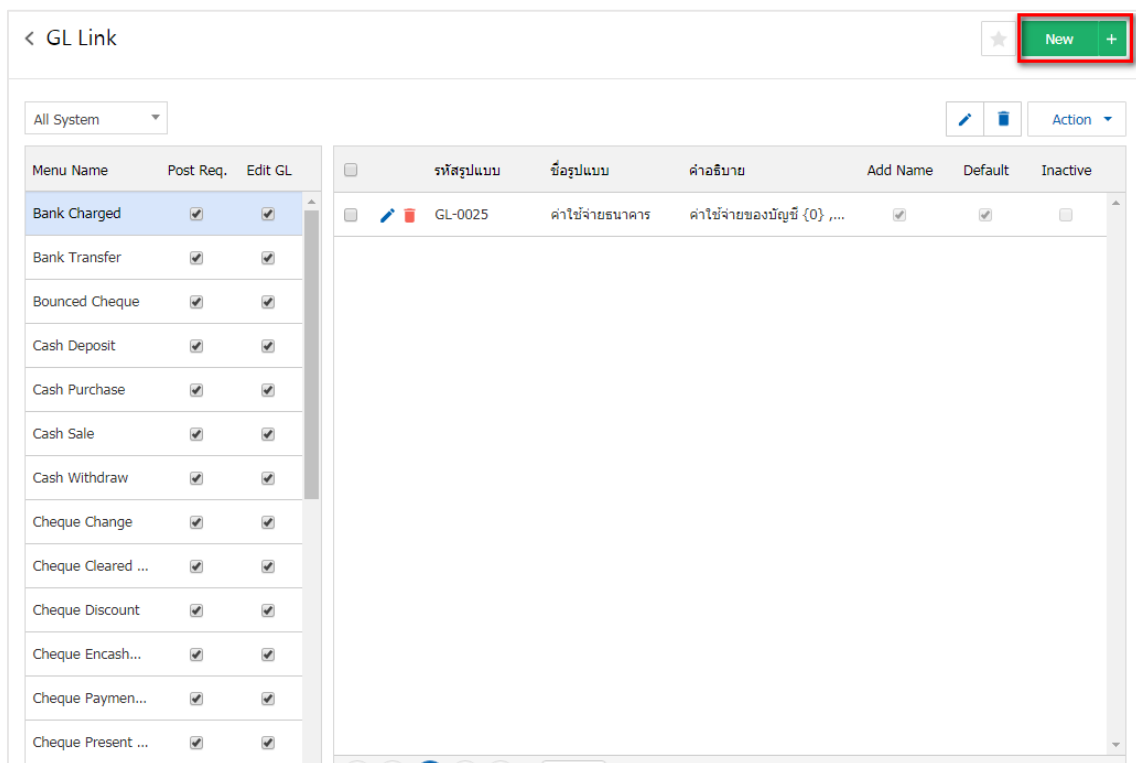 GL Link
New +
All System
Action
Menu Name Post Req. Edit GL
Bank Charged
Bank Transfer
Bounced Cheque
Cash Deposit
Cash Purchase
Cash Sale
Cash Withdraw
Cheque Change
Cheque Cleared ...
Cheque Discount
Cheque Encash...
Cheque Paymen...
Cheque Present ...
รหัสรูปแบบ ชื่อรูปแบบ คำอธิบาย Add Name Default Inactive
GL-0025 ค่าใช้จ่ายธนาคาร ค่าใช้จ่ายของบัญชี {0} ,...